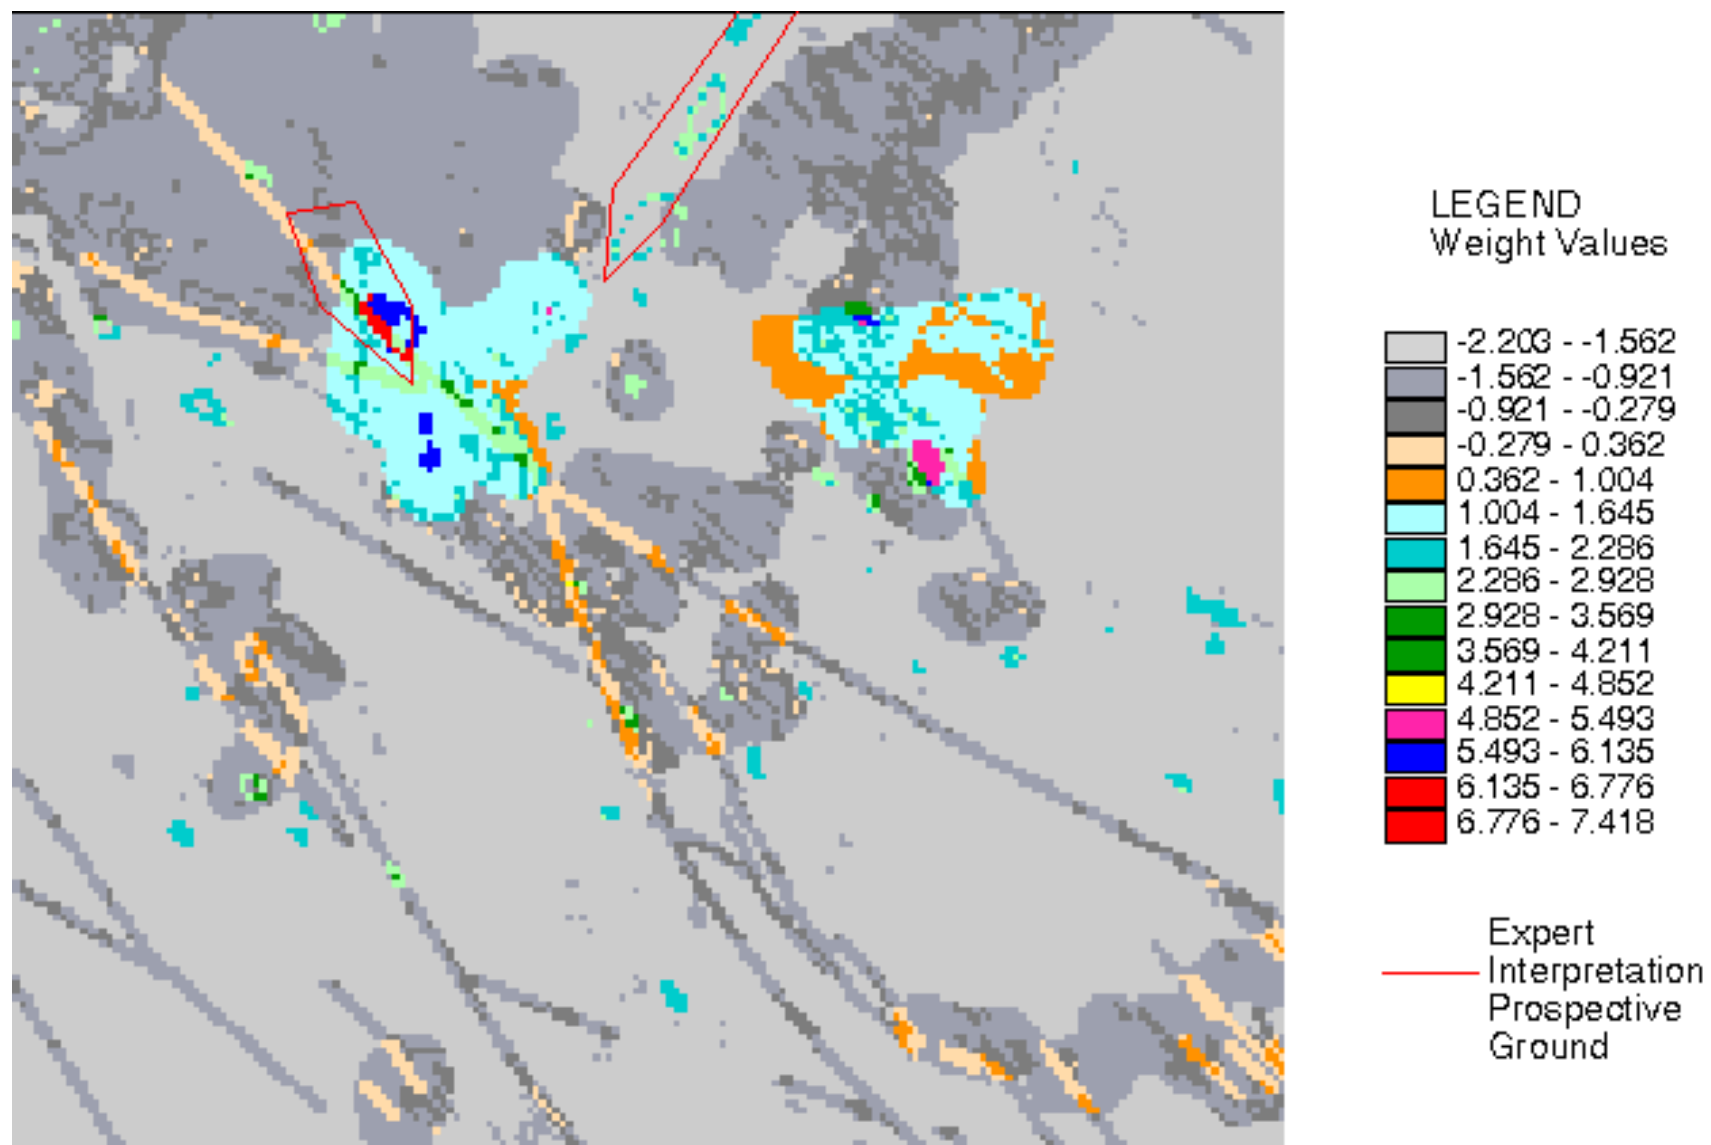 LEGEND
Weight Values
-2.203 - -1.562
-1.562 - -0.921
-0.921 - -0.279
-0.279 - 0.362
0.362 - 1.004
1.004 - 1.645
1.645 - 2.286
2.286 - 2.928
2.928 - 3.569
3.569 - 4.211
4.211 - 4.852
4.852 - 5.493
5.493 - 6.135
6.135 - 6.776
6.776 - 7.418
Expert
Interpretation
Prospective
Ground